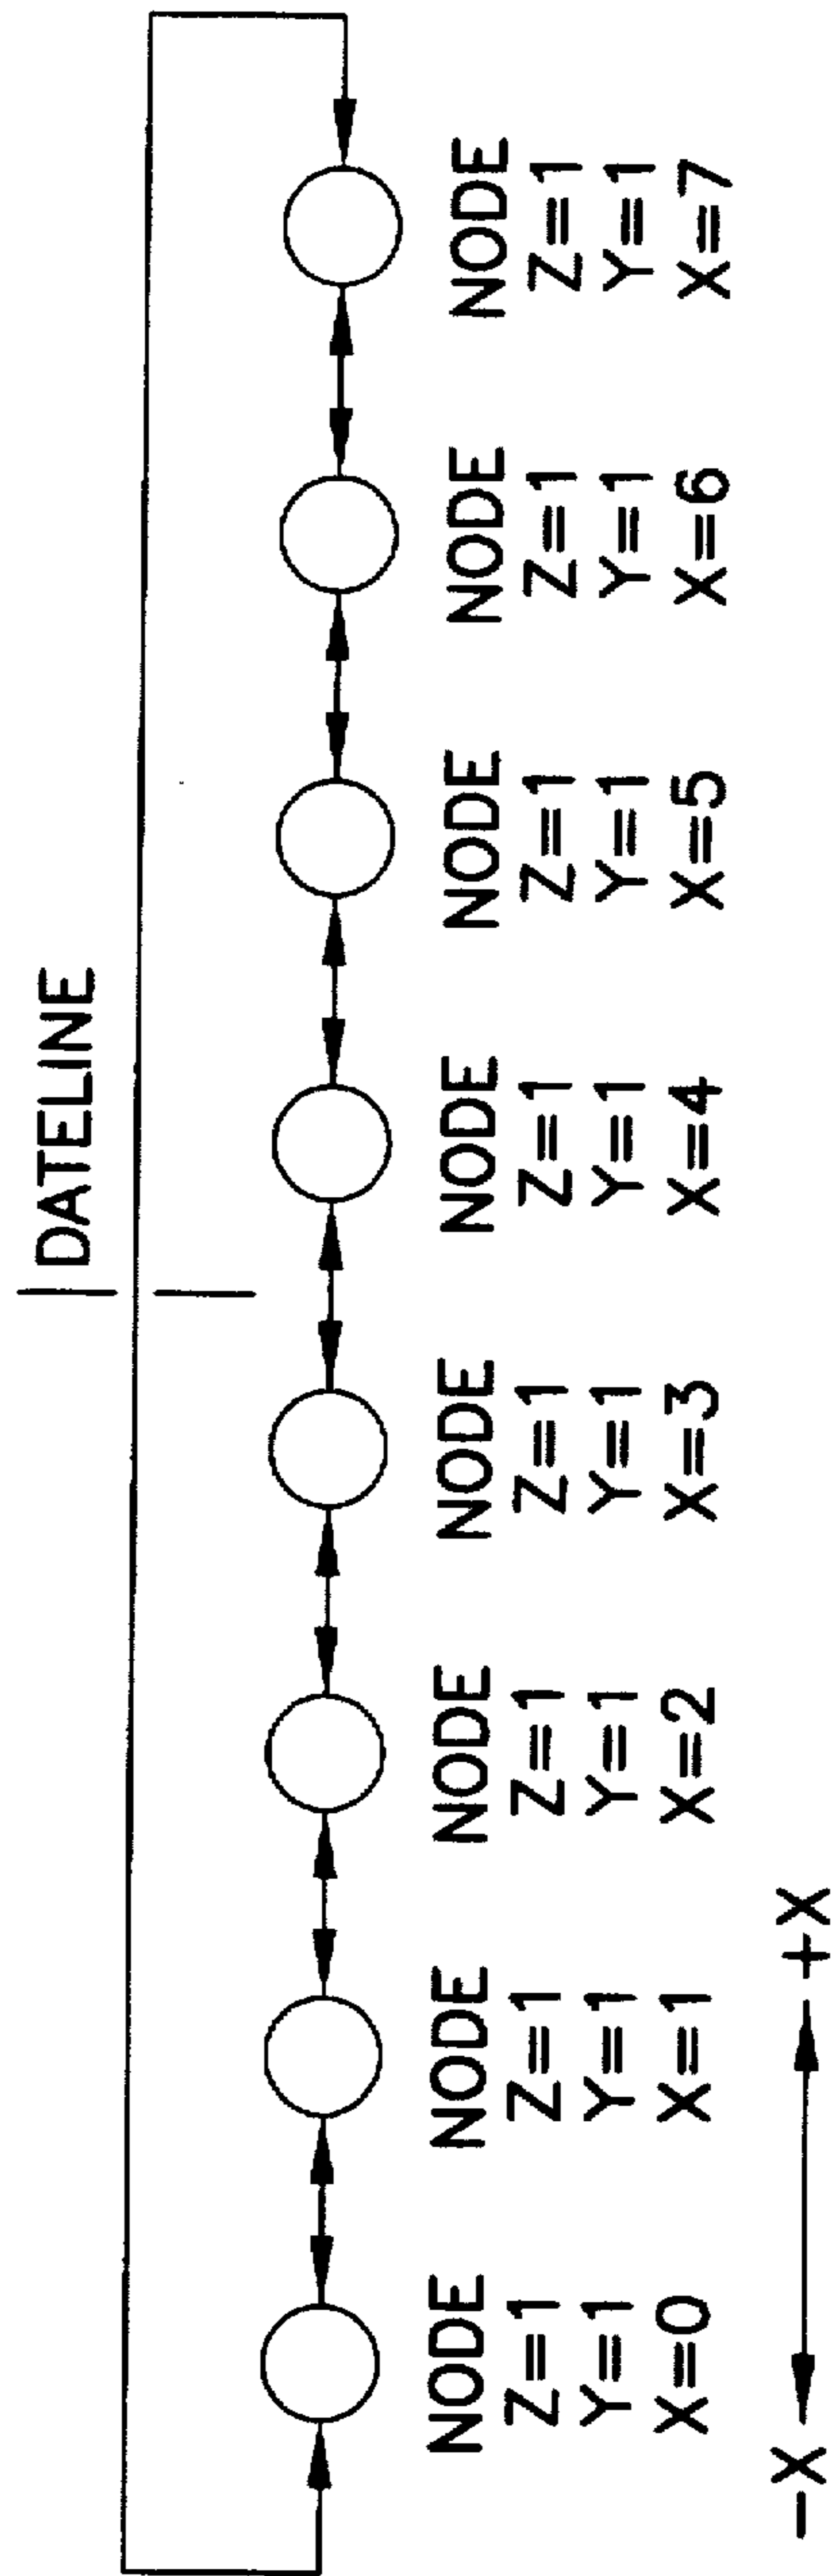 DATELINE
NODE
Z=1
Y=1
X=0
NODE
Z=1
Y=1
X=1
NODE
Z=1
Y=1
X=2
NODE
Z=1
Y=1
X=3
NODE
Z=1
Y=1
X=4
NODE
Z=1
Y=1
X=5
NODE
Z=1
Y=1
X=6
NODE
Z=1
Y=1
X=7
-X +X